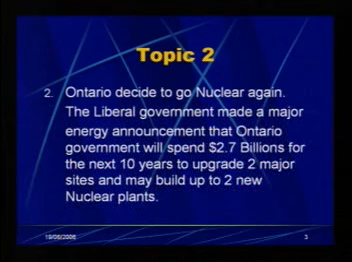 Topic 2
2. Ontario decide to go Nuclear again.
The Liberal government made a major
energy announcement that Ontario
government will spend $2.7 Billions for
the next 10 years to upgrade 2 major
sites and may build up to 2 new
Nuclear plants.
19/06/2006
3